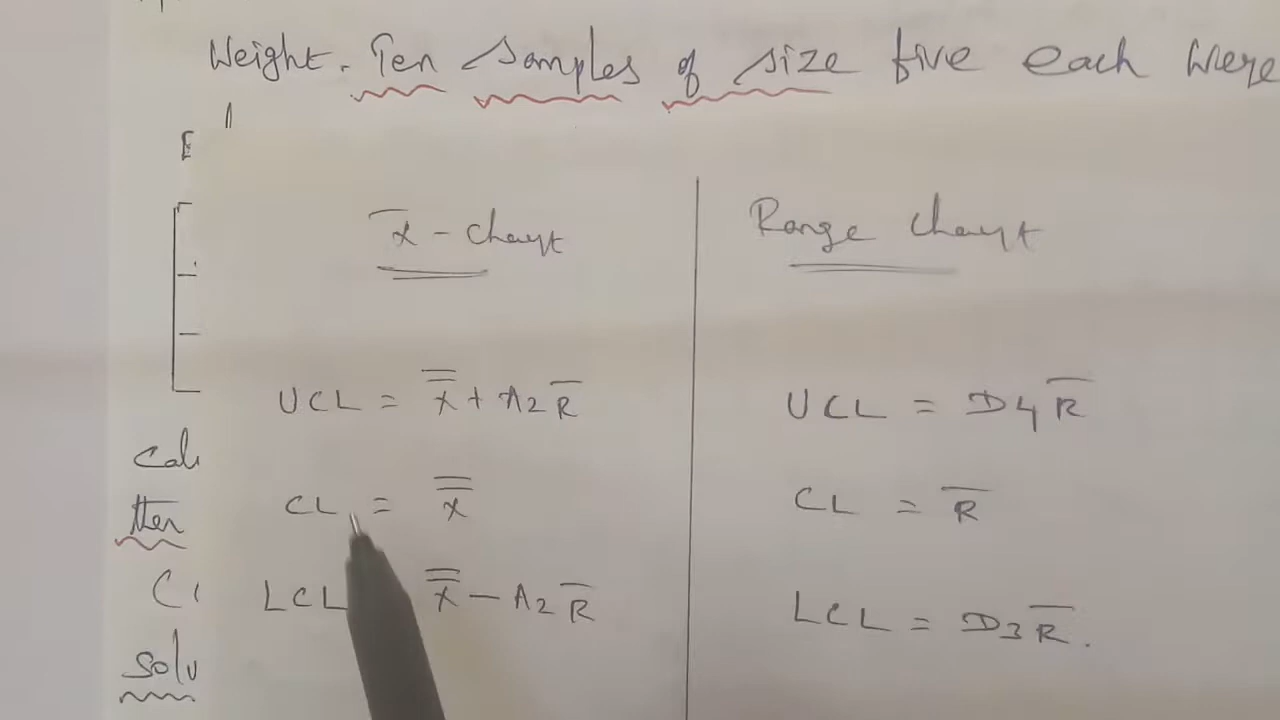 Weight. Ten samples of size five each were
x̄ - chart
Range chart
UCL = x̿ + A2 R̄
UCL = D4 R̄
CL = x̿
CL = R̄
LCL x̿ - A2 R̄
LCL = D3 R̄.